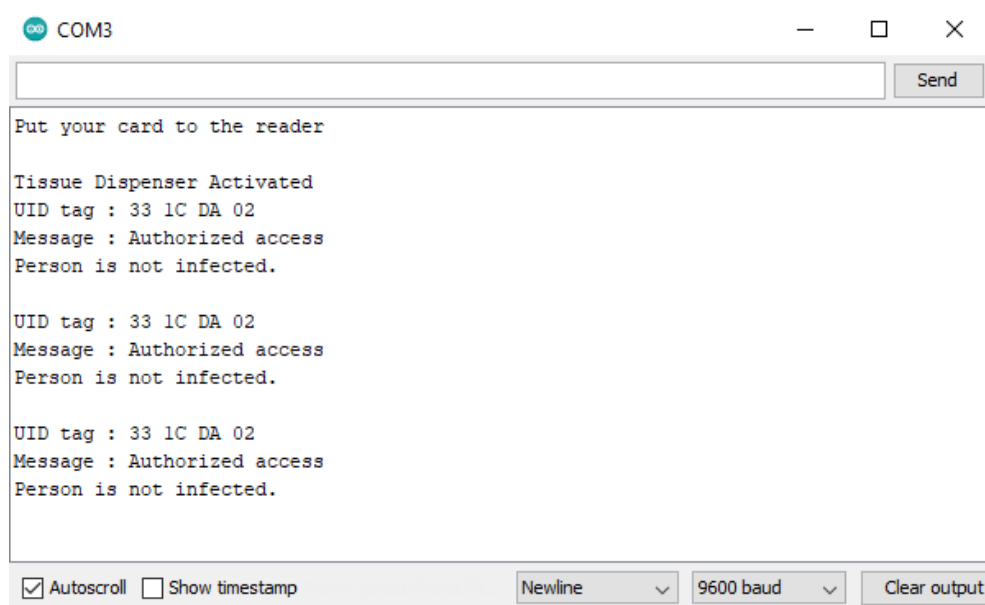 COM3
Send
Put your card to the reader
Tissue Dispenser Activated
UID tag : 33 1C DA 02
Message : Authorized access
Person is not infected.
UID tag : 33 1C DA 02
Message : Authorized access
Person is not infected.
UID tag : 33 1C DA 02
Message : Authorized access
Person is not infected.
Autoscroll Show timestamp Newline 9600 baud Clear output